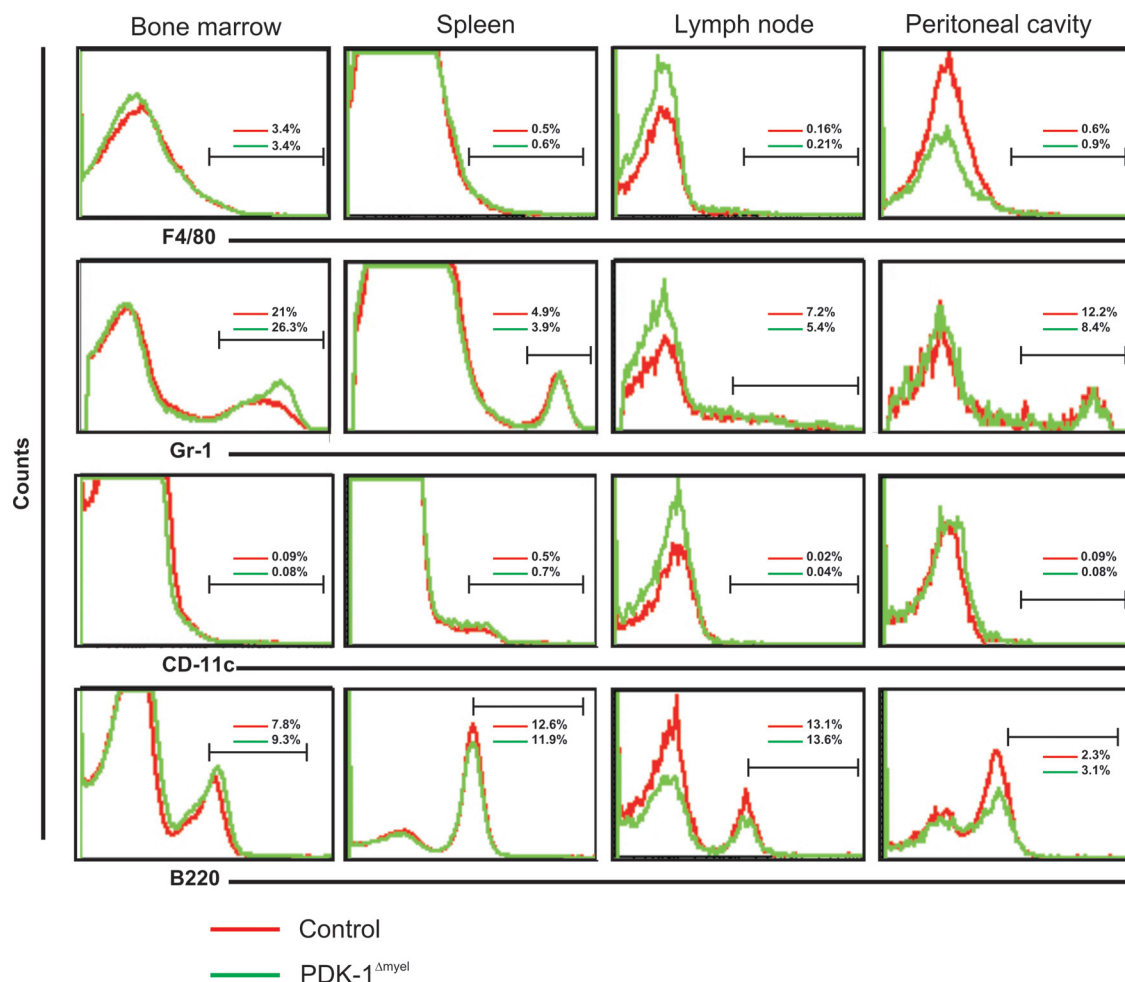 Bone marrow Spleen Lymph node Peritoneal cavity
3.4% 0.5% 0.16% 0.6%
3.4% 0.6% 0.21% 0.9%
F4/80
21% 4.9% 7.2% 12.2%
26.3% 3.9% 5.4% 8.4%
Gr-1
Counts
0.09% 0.5% 0.02% 0.09%
0.08% 0.7% 0.04% 0.08%
CD-11c
7.8% 12.6% 13.1% 2.3%
9.3% 11.9% 13.6% 3.1%
B220
Control
PDK-1Δmyel